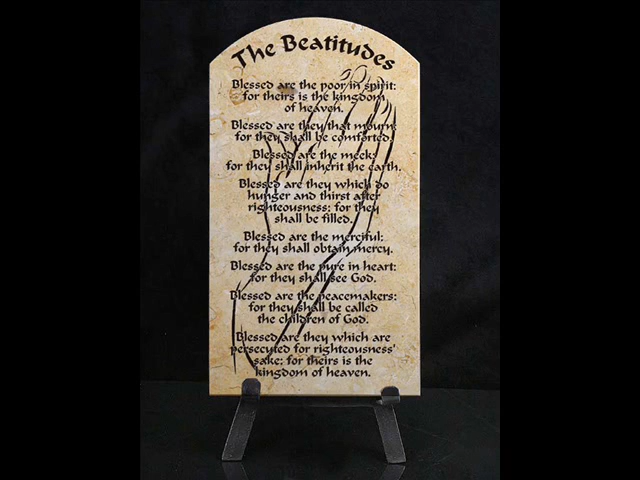 The Beatitudes
Blessed are the poor in spirit:
for theirs is the kingdom
of heaven.
Blessed are they that mourn:
for they shall be comforted.
Blessed are the meek:
for they shall inherit the earth.
Blessed are they which do
hunger and thirst after
righteousness: for they
shall be filled.
Blessed are the merciful:
for they shall obtain mercy.
Blessed are the pure in heart:
for they shall see God.
Blessed are the peacemakers:
for they shall be called
the children of God.
Blessed are they which are
persecuted for righteousness'
sake: for theirs is the
kingdom of heaven.